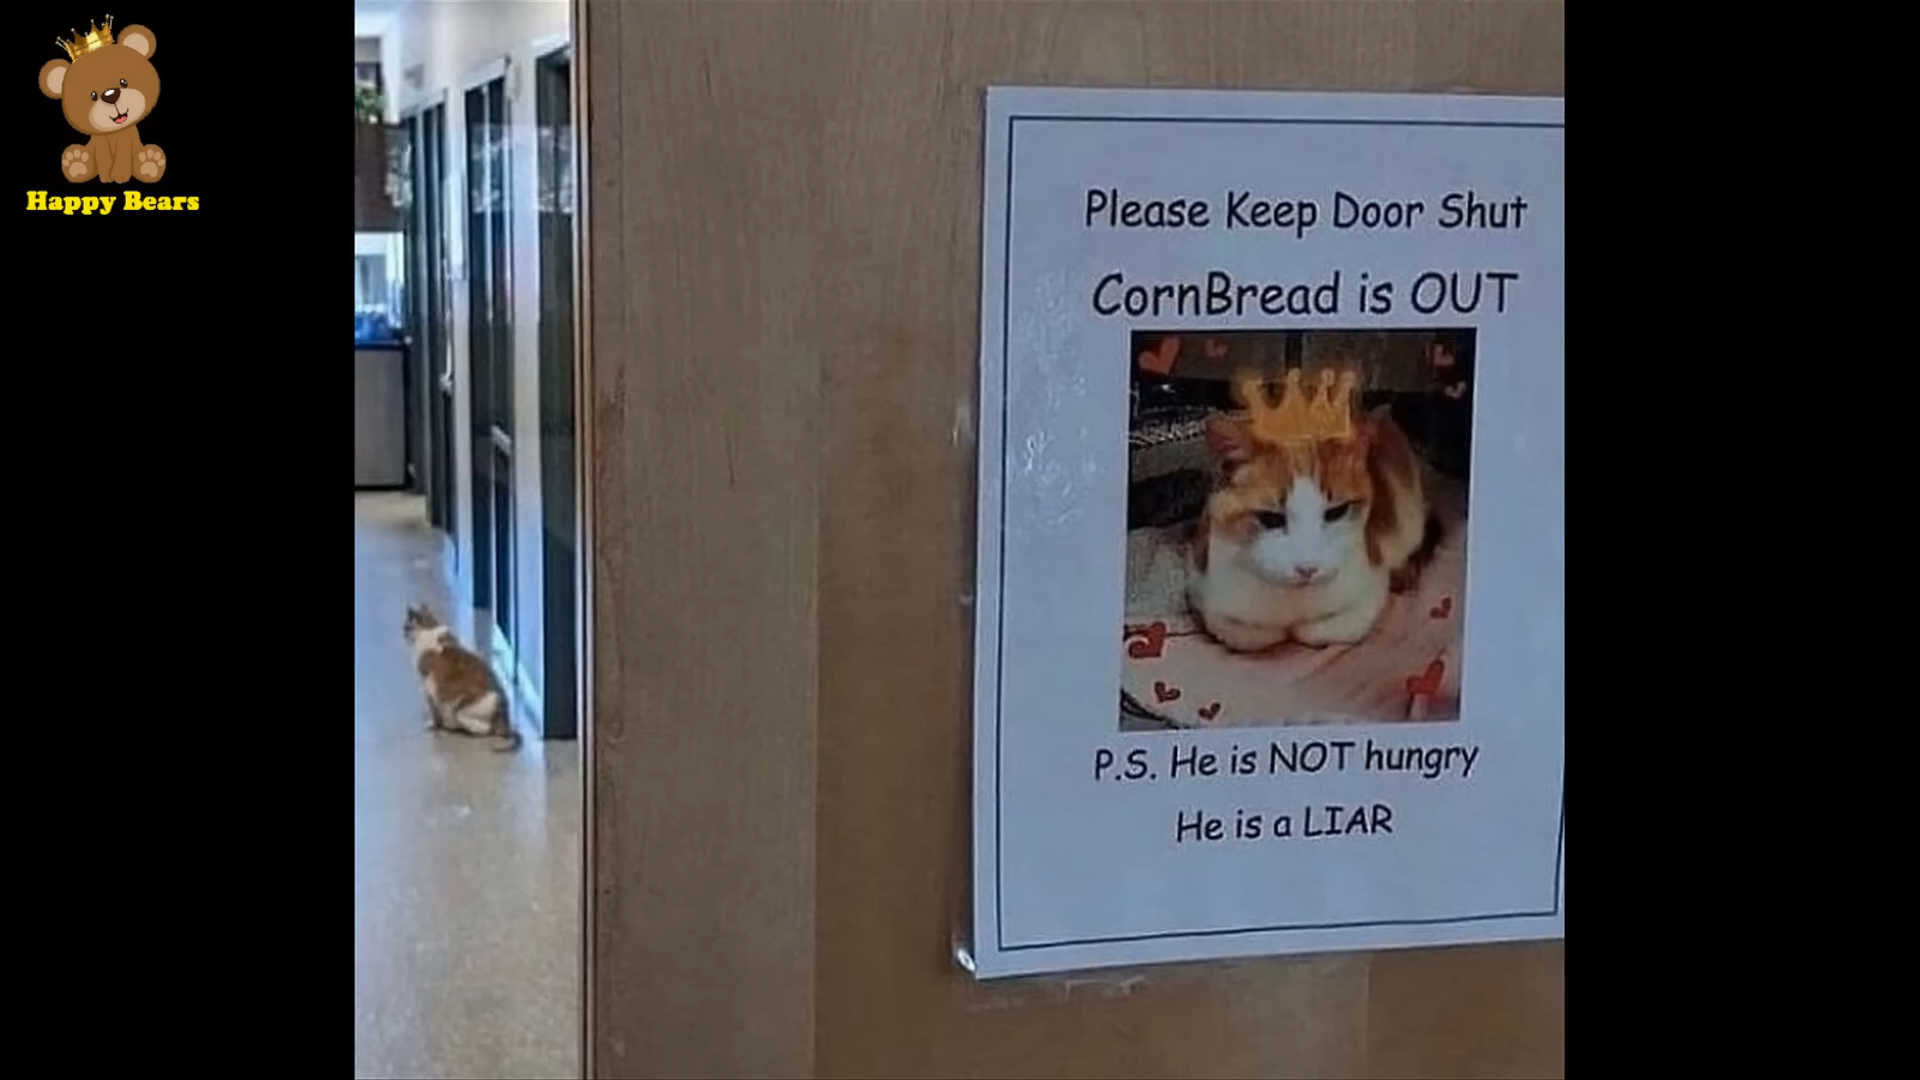 Happy Bears
Please Keep Door Shut
CornBread is OUT
P.S. He is NOT hungry
He is a LIAR